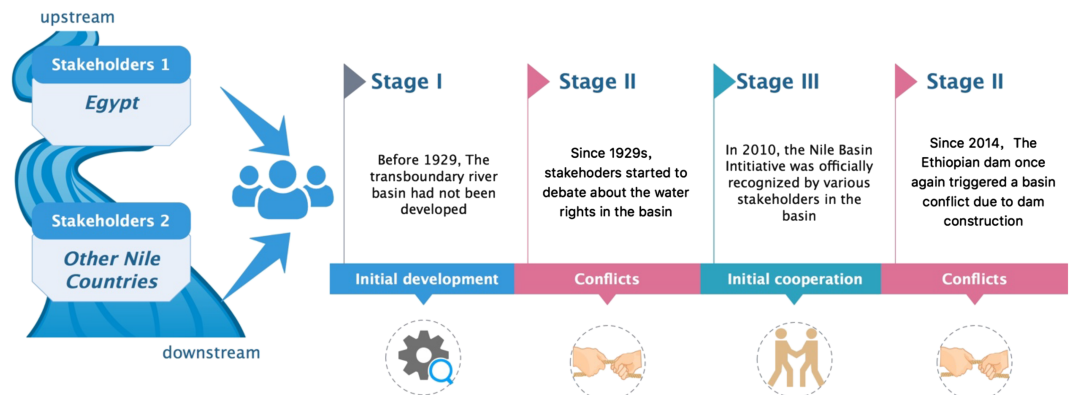 upstream
Stakeholders 1
Egypt
Stakeholders 2
Other Nile
Countries
downstream
Stage I
Before 1929, The
transboundary river
basin had not been
developed
Initial development
Stage II
Since 1929s,
stakehoders started to
debate about the water
rights in the basin
Conflicts
Stage III
In 2010, the Nile Basin
Intitiative was officially
recognized by various
stakeholders in the
basin
Initial cooperation
Stage II
Since 2014, The
Ethiopian dam once
again triggered a basin
conflict due to dam
construction
Conflicts